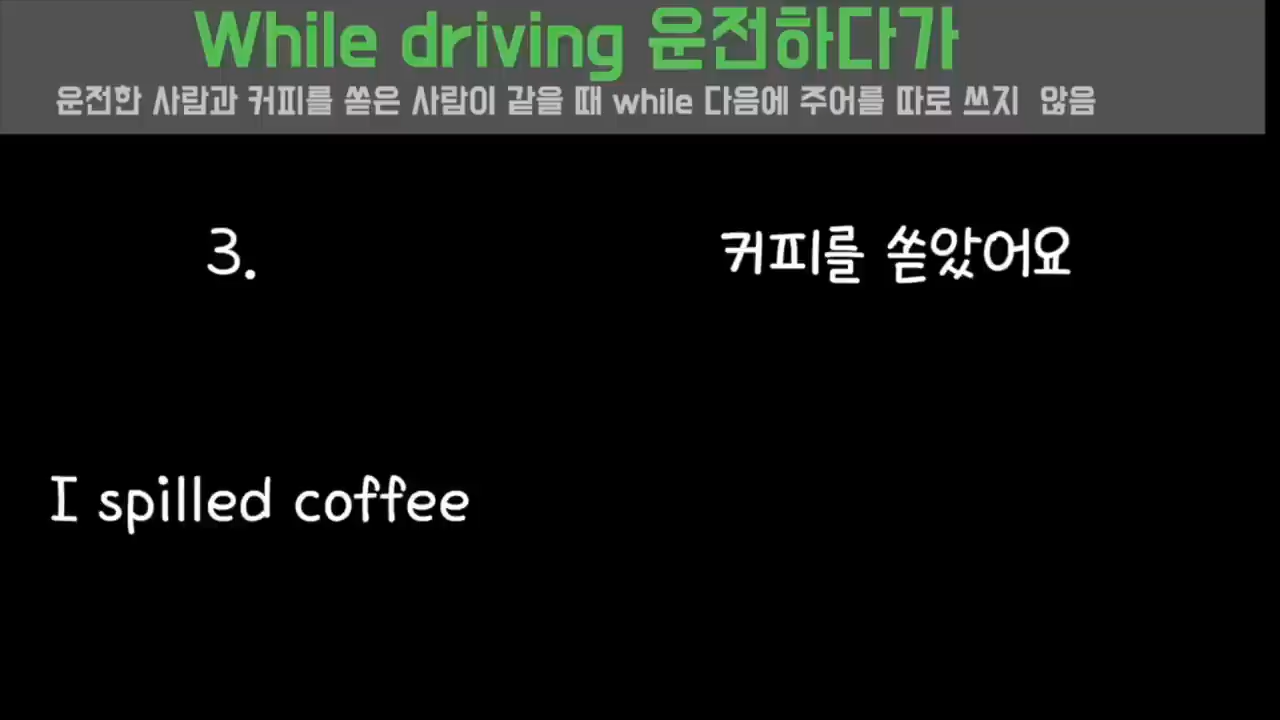 While driving 운전하다가
운전한 사람과 커피를 쏟은 사람이 같을 때 while 다음에 주어를 따로 쓰지 않음
3. 커피를 쏟았어요
I spilled coffee